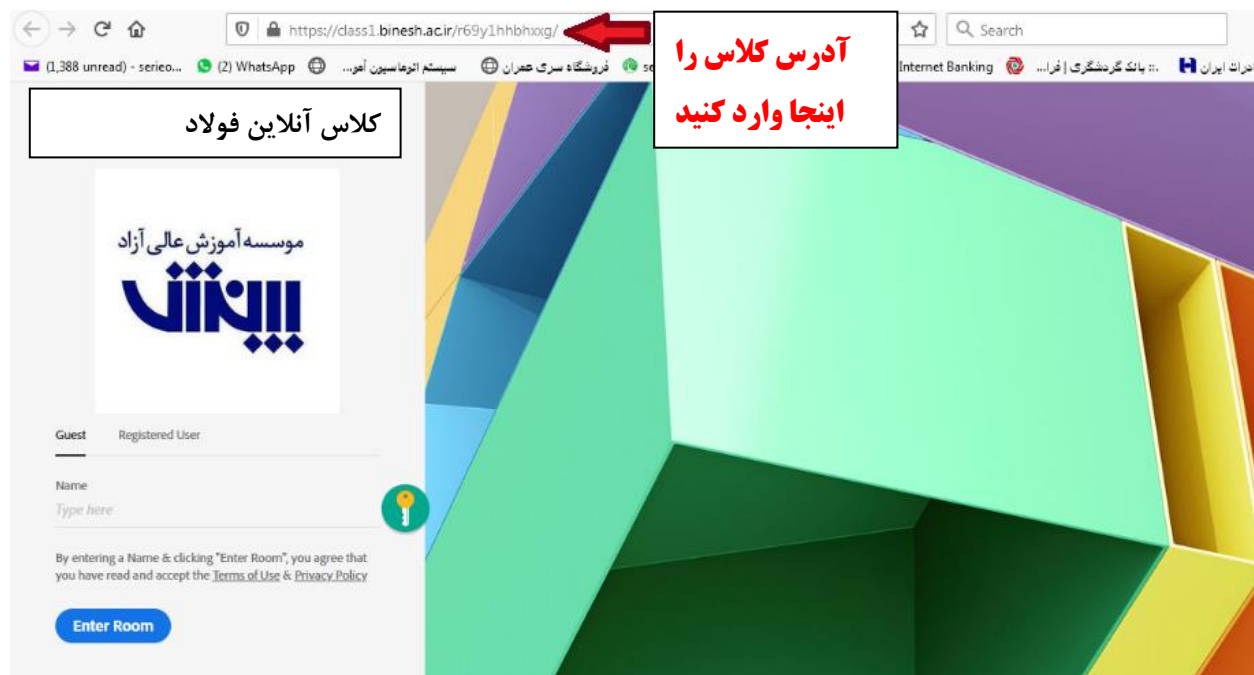 https://class1.binesh.ac.ir/r69y1hhbhxxg/
Search
آدرس کلاس را
اینجا وارد کنید
(1,388 unread) - serieo...
(2) WhatsApp
سیستم اتوماسیون آمو...
فروشگاه سری عمران
se
Internet Banking
.:: بانک گردشگری | فرا...
ادرات ایران
کلاس آنلاین فولاد
موسسه آموزش عالی آزاد
بینش
Guest
Registered User
Name
Type here
By entering a Name & clicking "Enter Room", you agree that
you have read and accept the Terms of Use & Privacy Policy
Enter Room